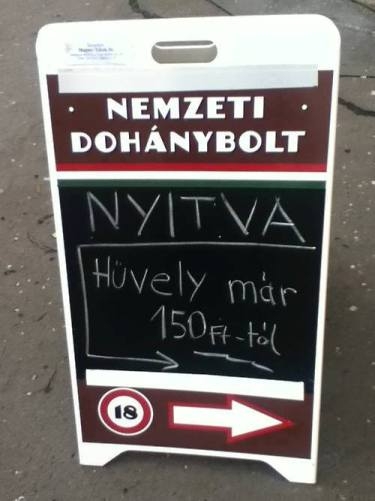 NEMZETI
DOHÁNYBOLT
NYITVA
Hüvely már
150Ft-tól
18